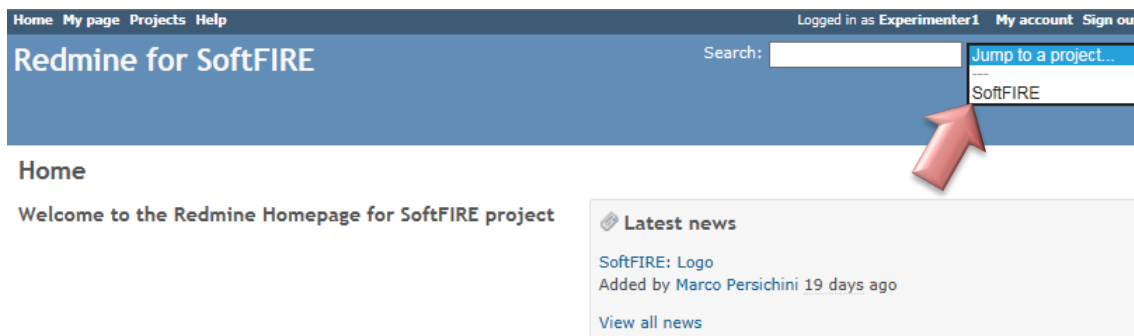 Home My page Projects Help Logged in as Experimenter1 My account Sign ou
Redmine for SoftFIRE Search: Jump to a project...
---
SoftFIRE
Home
Welcome to the Redmine Homepage for SoftFIRE project
Latest news
SoftFIRE: Logo
Added by Marco Persichini 19 days ago
View all news